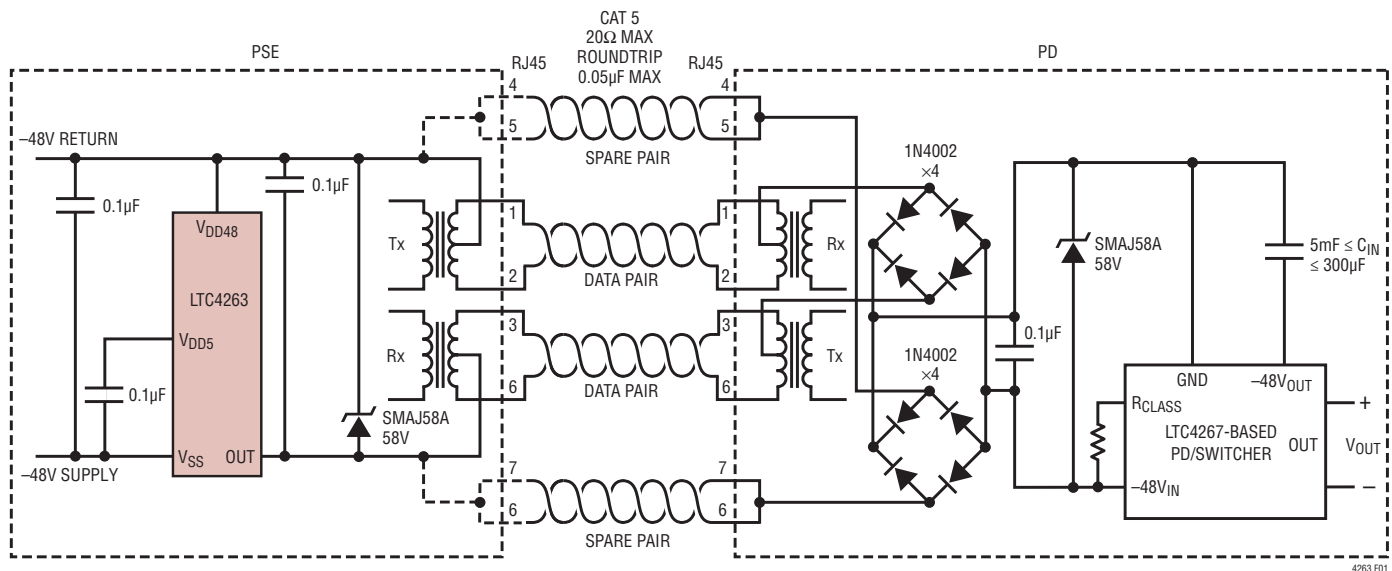 CAT 5
20Ω MAX
ROUNDTRIP
0.05µF MAX
PSE
PD
RJ45
RJ45
4
4
5
5
SPARE PAIR
–48V RETURN
0.1µF
0.1µF
VDD48
LTC4263
VDD5
0.1µF
SMAJ58A
58V
VSS
OUT
–48V SUPPLY
Tx
1
1
Rx
2
2
DATA PAIR
Rx
3
3
Tx
6
6
DATA PAIR
7
7
6
6
SPARE PAIR
1N4002
×4
1N4002
×4
0.1µF
SMAJ58A
58V
5mF ≤ CIN
≤ 300µF
GND
–48VOUT
RCLASS
LTC4267-BASED
PD/SWITCHER
OUT
–48VIN
+
VOUT
–
4263 F01